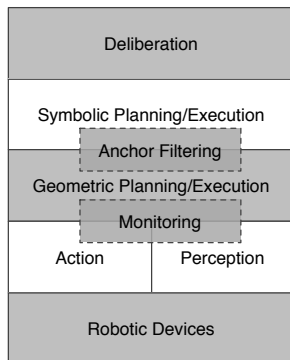 Deliberation
Symbolic Planning/Execution
Anchor Filtering
Geometric Planning/Execution
Monitoring
Action Perception
Robotic Devices